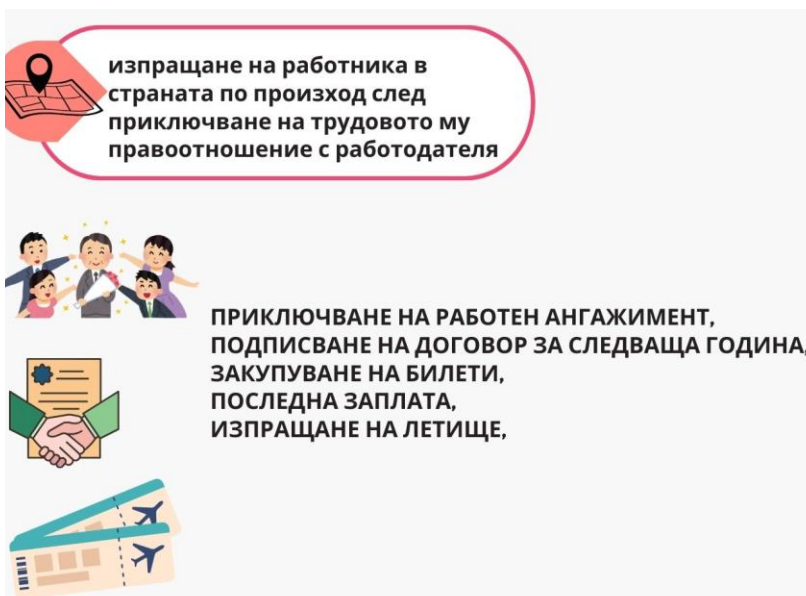 изпращане на работника в
страната по произход след
приключване на трудовото му
правоотношение с работодателя
ПРИКЛЮЧВАНЕ НА РАБОТЕН АНГАЖИМЕНТ,
ПОДПИСВАНЕ НА ДОГОВОР ЗА СЛЕДВАЩА ГОДИНА,
ЗАКУПУВАНЕ НА БИЛЕТИ,
ПОСЛЕДНА ЗАПЛАТА,
ИЗПРАЩАНЕ НА ЛЕТИЩЕ,